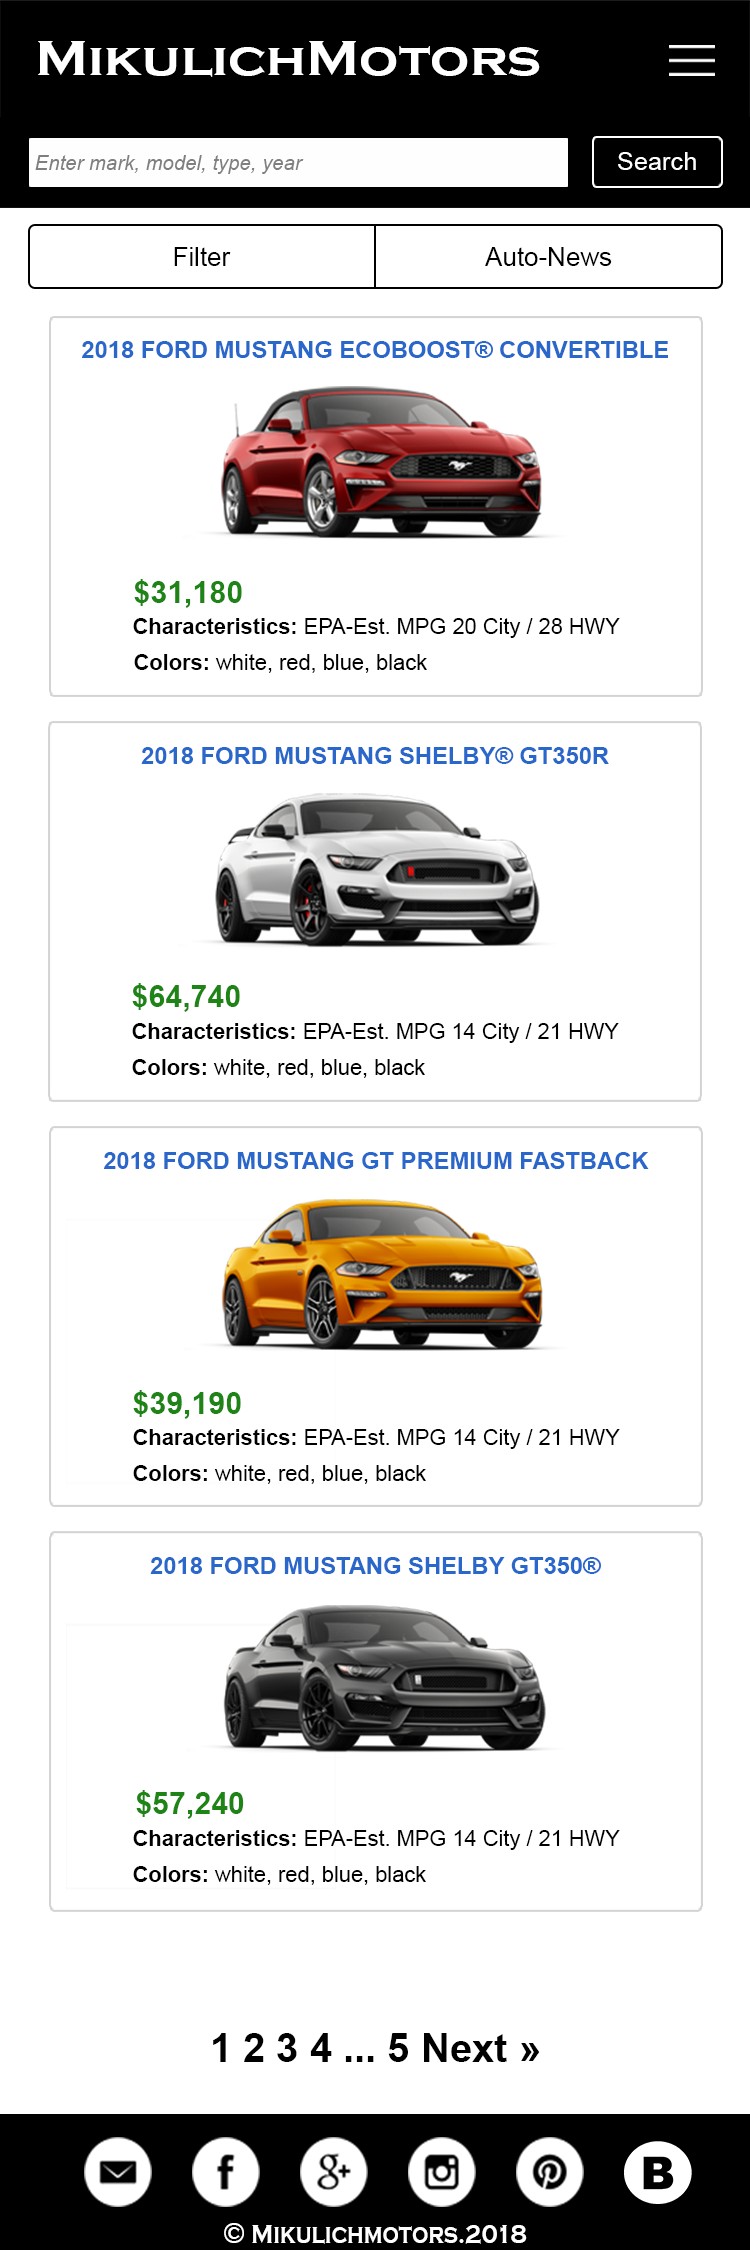 MikulichMotors
Enter mark, model, type, year
Search
Filter
Auto-News
2018 FORD MUSTANG ECOBOOST® CONVERTIBLE
$31,180
Characteristics: EPA-Est. MPG 20 City / 28 HWY
Colors: white, red, blue, black
2018 FORD MUSTANG SHELBY® GT350R
$64,740
Characteristics: EPA-Est. MPG 14 City / 21 HWY
Colors: white, red, blue, black
2018 FORD MUSTANG GT PREMIUM FASTBACK
$39,190
Characteristics: EPA-Est. MPG 14 City / 21 HWY
Colors: white, red, blue, black
2018 FORD MUSTANG SHELBY GT350®
$57,240
Characteristics: EPA-Est. MPG 14 City / 21 HWY
Colors: white, red, blue, black
1 2 3 4 ... 5 Next »
f g+ B
© Mikulichmotors.2018